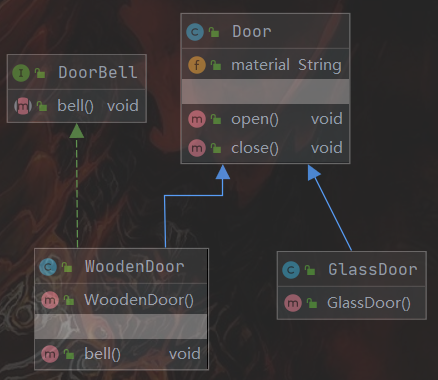 Door
material String
open() void
close() void
DoorBell
bell() void
WoodenDoor
WoodenDoor()
bell() void
GlassDoor
GlassDoor()